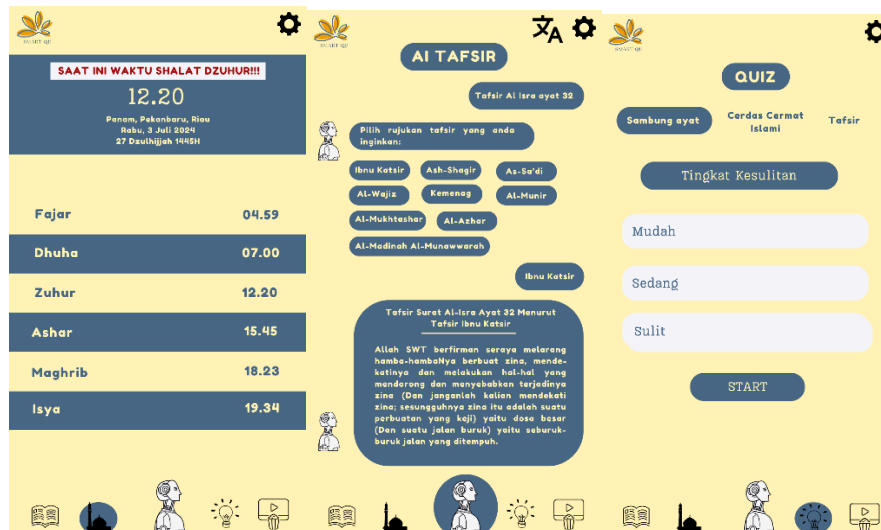 SMART QU
SAAT INI WAKTU SHALAT DZUHUR!!!
12.20
Panam, Pekanbaru, Riau
Rabu, 3 Juli 2024
27 Dzulhijjah 1445H
Fajar 04.59
Dhuha 07.00
Zuhur 12.20
Ashar 15.45
Maghrib 18.23
Isya 19.34
SMART QU
文A
AI TAFSIR
Tafsir Al Isra ayat 32
Pilih rujukan tafsir yang anda
inginkan:
Ibnu Katsir Ash-Shagir As-Sa'di
Al-Wajiz Kemenag Al-Munir
Al-Mukhtashar Al-Azhar
Al-Madinah Al-Munawwarah
Ibnu Katsir
Tafsir Surat Al-Isra Ayat 32 Menurut
Tafsir Ibnu Katsir
Allah SWT berfirman seraya melarang
hamba-hambaNya berbuat zina, mende-
katinya dan melakukan hal-hal yang
mendorong dan menyebabkan terjadinya
zina (Dan janganlah kalian mendekati
zina; sesungguhnya zina itu adalah suatu
perbuatan yang keji) yaitu dosa besar
(Dan suatu jalan buruk) yaitu seburuk-
buruk jalan yang ditempuh.
SMART QU
QUIZ
Sambung ayat
Cerdas Cermat
Islami
Tafsir
Tingkat Kesulitan
Mudah
Sedang
Sulit
START